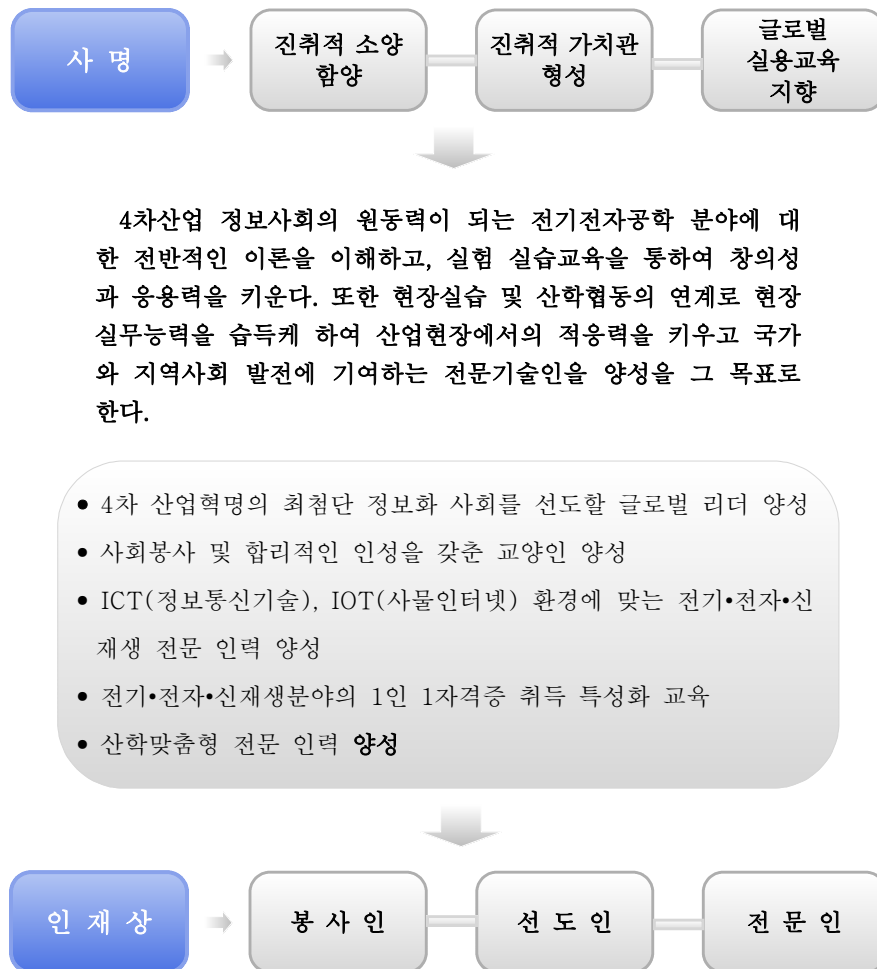 사 명
진취적 소양
함양
진취적 가치관
형성
글로벌
실용교육
지향
4차산업 정보사회의 원동력이 되는 전기전자공학 분야에 대
한 전반적인 이론을 이해하고, 실험 실습교육을 통하여 창의성
과 응용력을 키운다. 또한 현장실습 및 산학협동의 연계로 현장
실무능력을 습득케 하여 산업현장에서의 적응력을 키우고 국가
와 지역사회 발전에 기여하는 전문기술인을 양성을 그 목표로
한다.
• 4차 산업혁명의 최첨단 정보화 사회를 선도할 글로벌 리더 양성
• 사회봉사 및 합리적인 인성을 갖춘 교양인 양성
• ICT(정보통신기술), IOT(사물인터넷) 환경에 맞는 전기•전자•신
재생 전문 인력 양성
• 전기•전자•신재생분야의 1인 1자격증 취득 특성화 교육
• 산학맞춤형 전문 인력 양성
인 재 상
봉 사 인
선 도 인
전 문 인